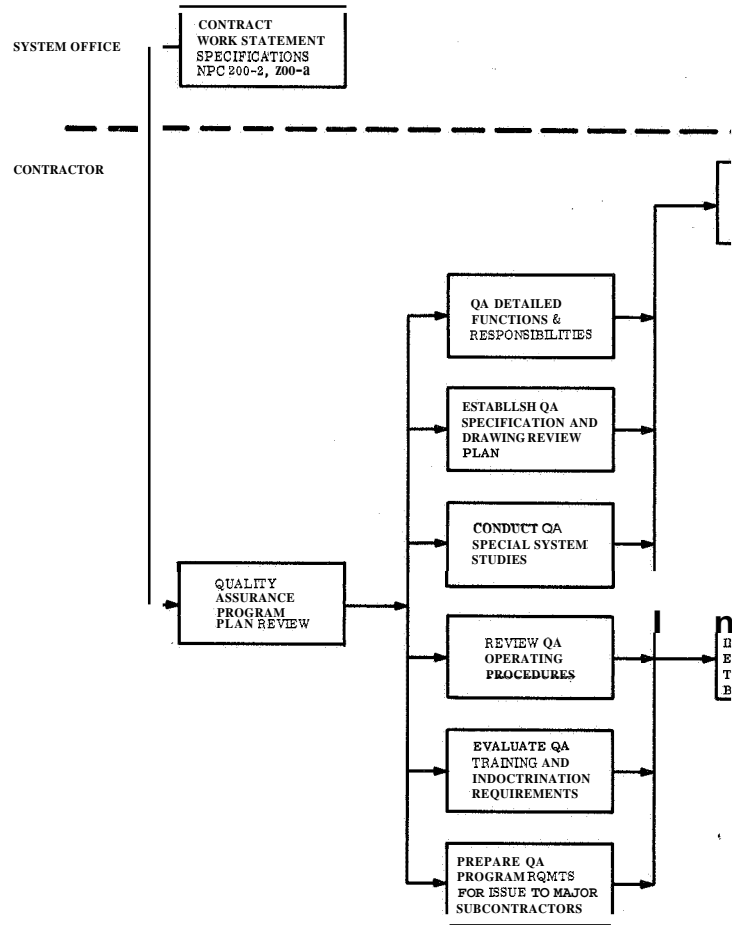 SYSTEM OFFICE
CONTRACT
WORK STATEMENT
SPECIFICATIONS
NPC 200-2, Z00-a
CONTRACTOR
QA DETAILED
FUNCTIONS &
RESPONSIBILITIES
ESTABLLSH QA
SPECIFICATION AND
DRAWING REVIEW
PLAN
CONDUCT QA
SPECIAL SYSTEM
STUDIES
QUALITY
ASSURANCE
PROGRAM
PLAN REVIEW
REVIEW QA
OPERATING
PROCEDURES
EVALUATE QA
TRAINING AND
INDOCTRINATION
REQUIREMENTS
PREPARE QA
PROGRAM RQMTS
FOR ISSUE TO MAJOR
SUBCONTRACTORS